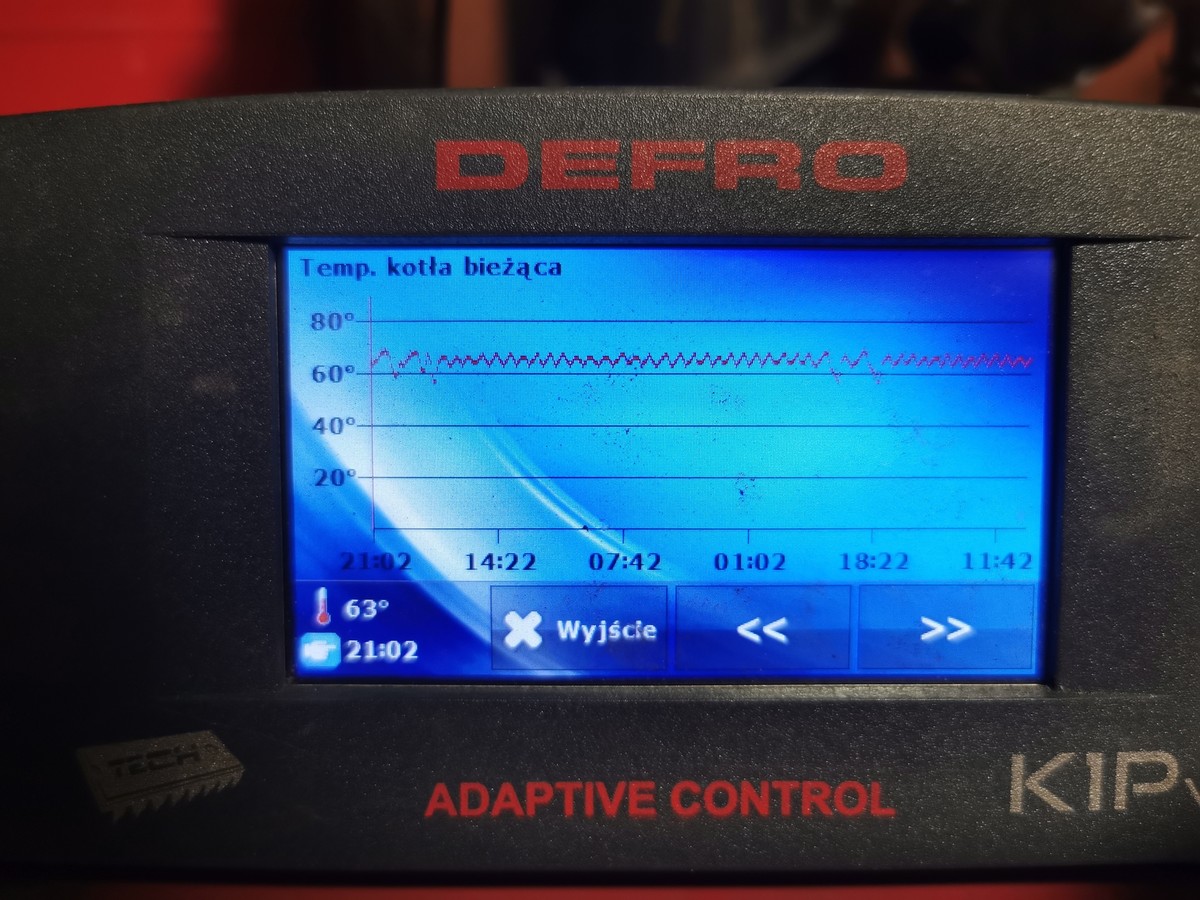 DEFRO
Temp. kotła bieżąca
80°
60°
40°
20°
21:02 14:22 07:42 01:02 18:22 11:42
63°
21:02
Wyjście << >>
TECH
ADAPTIVE CONTROL
K1P